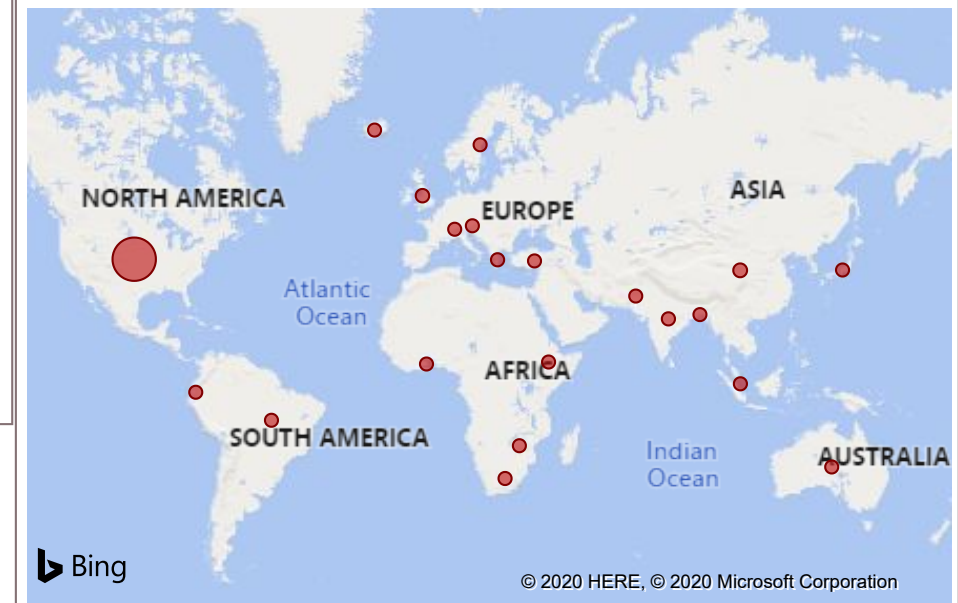 NORTH AMERICA
EUROPE
ASIA
Atlantic
Ocean
AFRICA
SOUTH AMERICA
Indian
Ocean
AUSTRALIA
Bing
© 2020 HERE, © 2020 Microsoft Corporation